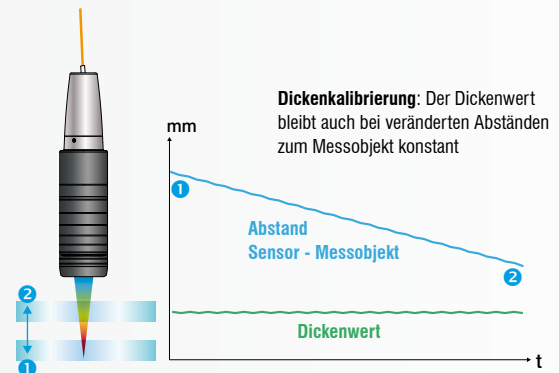 Dickenkalibrierung: Der Dickenwert
bleibt auch bei veränderten Abständen
zum Messobjekt konstant
mm
1
Abstand
Sensor - Messobjekt
2
2
Dickenwert
1
t